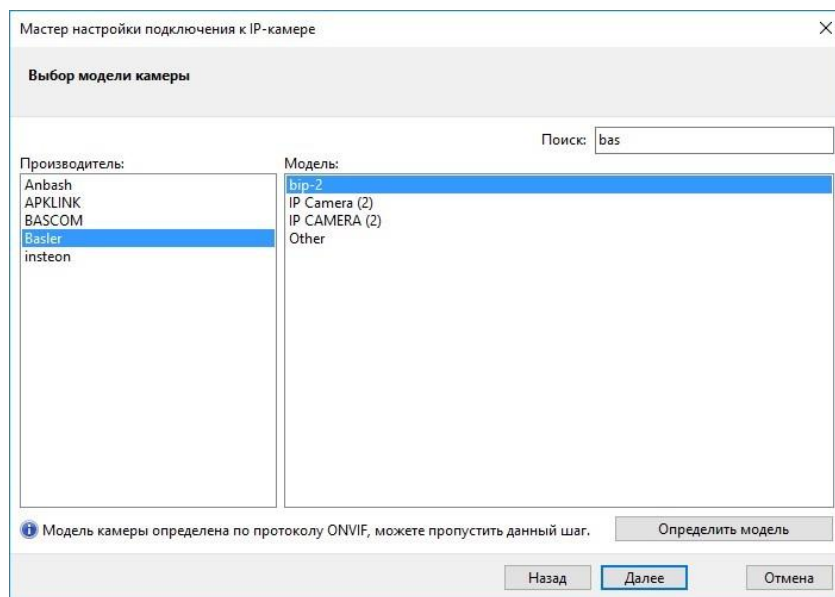 Мастер настройки подключения к IP-камере
Выбор модели камеры
Поиск: bas
Производитель:
Anbash
APKLINK
BASCOM
Basler
insteon
Модель:
bip-2
IP Camera (2)
IP CAMERA (2)
Other
Модель камеры определена по протоколу ONVIF, можете пропустить данный шаг.
Определить модель
Назад Далее Отмена